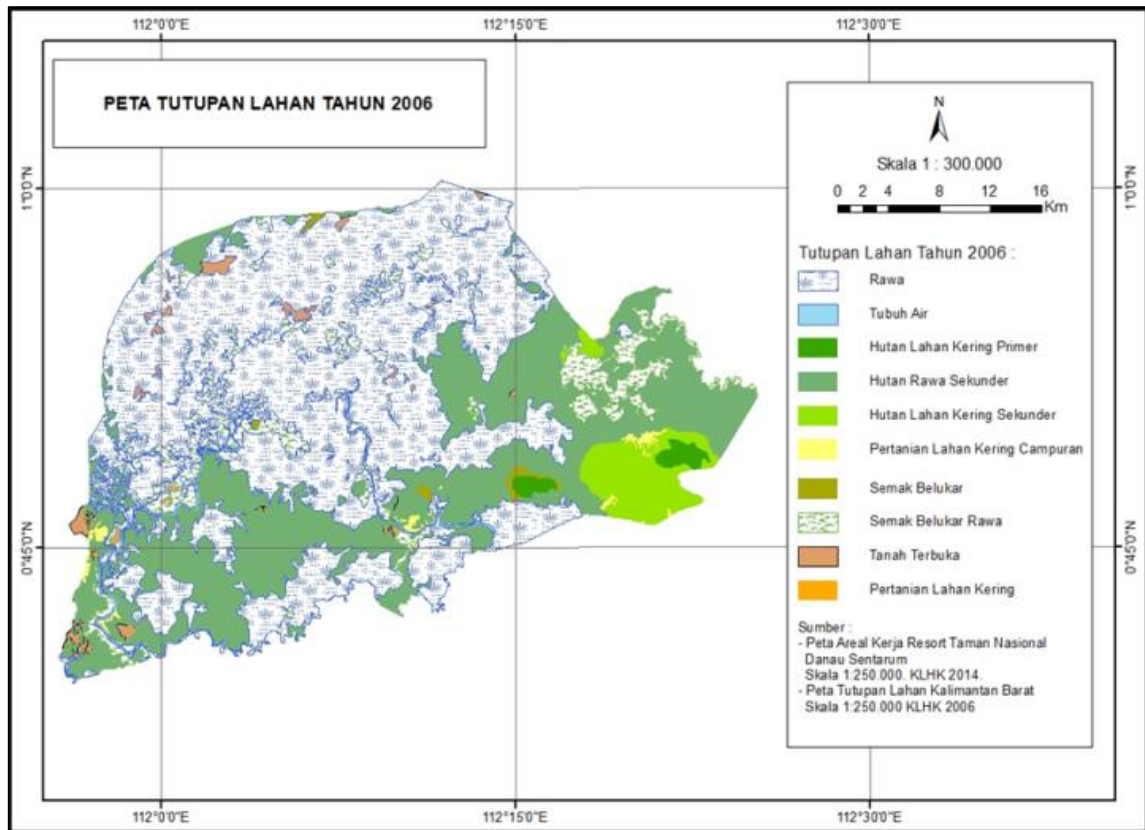 112°0'0"E
112°15'0"E
112°30'0"E
PETA TUTUPAN LAHAN TAHUN 2006
N
Skala 1 : 300.000
0 2 4 8 12 16
Km
1°0'0"N
1°0'0"N
Tutupan Lahan Tahun 2006 :
Rawa
Tubuh Air
Hutan Lahan Kering Primer
Hutan Rawa Sekunder
Hutan Lahan Kering Sekunder
Pertanian Lahan Kering Campuran
Semak Belukar
Semak Belukar Rawa
Tanah Terbuka
Pertanian Lahan Kering
0°45'0"N
0°45'0"N
Sumber :
- Peta Areal Kerja Resort Taman Nasional
Danau Sentarum
Skala 1:250.000. KLHK 2014.
- Peta Tutupan Lahan Kalimantan Barat
Skala 1:250.000 KLHK 2006
112°0'0"E
112°15'0"E
112°30'0"E